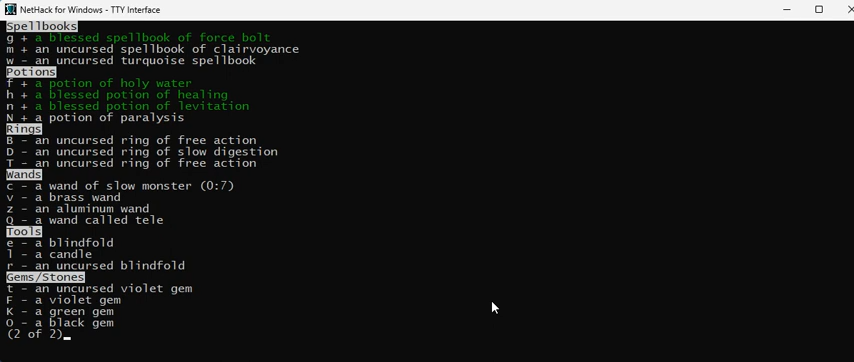 NetHack for Windows - TTY Interface
Spellbooks
g + a blessed spellbook of force bolt
m + an uncursed spellbook of clairvoyance
w - an uncursed turquoise spellbook
Potions
f + a potion of holy water
h + a blessed potion of healing
n + a blessed potion of levitation
N + a potion of paralysis
Rings
B - an uncursed ring of free action
D - an uncursed ring of slow digestion
T - an uncursed ring of free action
Wands
c - a wand of slow monster (0:7)
v - a brass wand
z - an aluminum wand
Q - a wand called tele
Tools
e - a blindfold
l - a candle
r - an uncursed blindfold
Gems/Stones
t - an uncursed violet gem
F - a violet gem
K - a green gem
O - a black gem
(2 of 2)